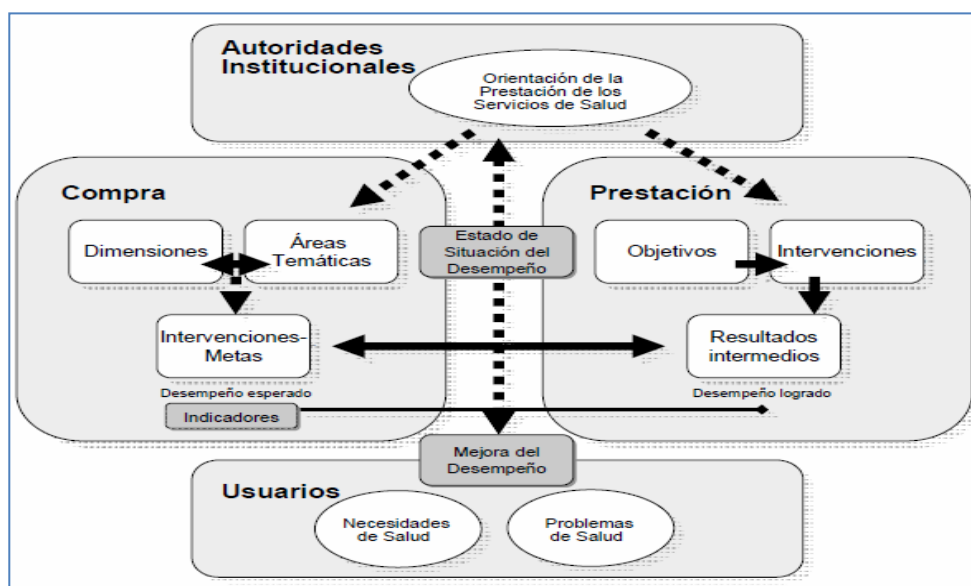 Autoridades
Institucionales
Orientación de la
Prestación de los
Servicios de Salud
Compra
Dimensiones
Áreas
Temáticas
Intervenciones-
Metas
Desempeño esperado
Indicadores
Estado de
Situación del
Desempeño
Prestación
Objetivos
Intervenciones
Resultados
intermedios
Desempeño logrado
Mejora del
Desempeño
Usuarios
Necesidades
de Salud
Problemas
de Salud